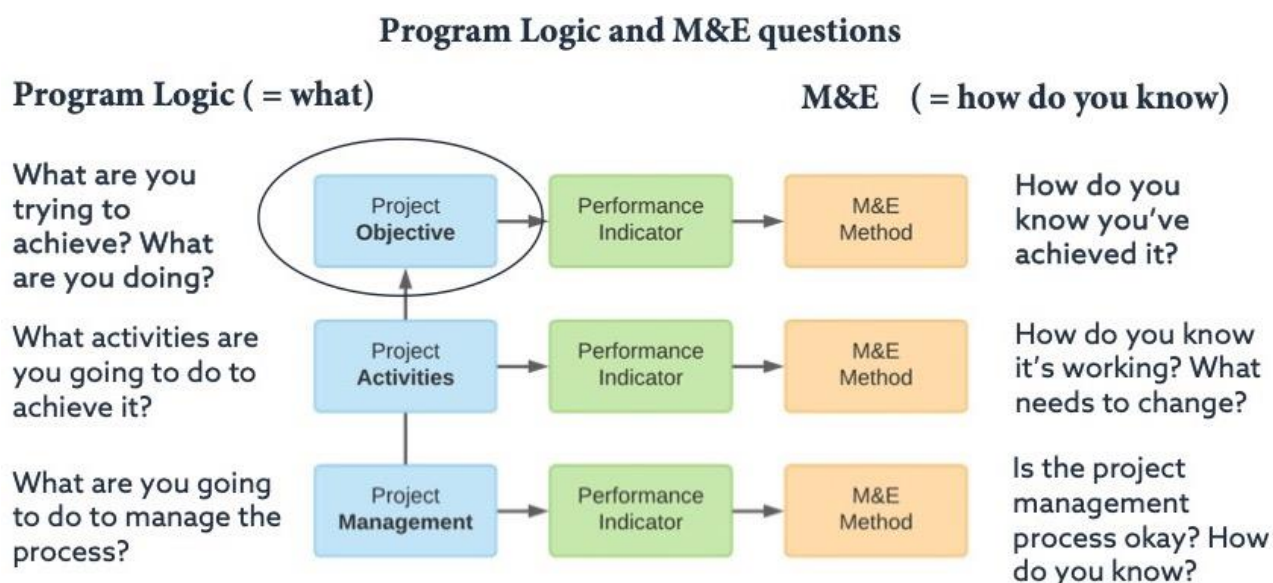 Program Logic and M&E questions
Program Logic ( = what)
M&E ( = how do you know)
What are you
trying to
achieve? What
are you doing?
Project
Objective
Performance
Indicator
M&E
Method
How do you
know you've
achieved it?
What activities are
you going to do to
achieve it?
Project
Activities
Performance
Indicator
M&E
Method
How do you know
it's working? What
needs to change?
What are you going
to do to manage the
process?
Project
Management
Performance
Indicator
M&E
Method
Is the project
management
process okay? How
do you know?